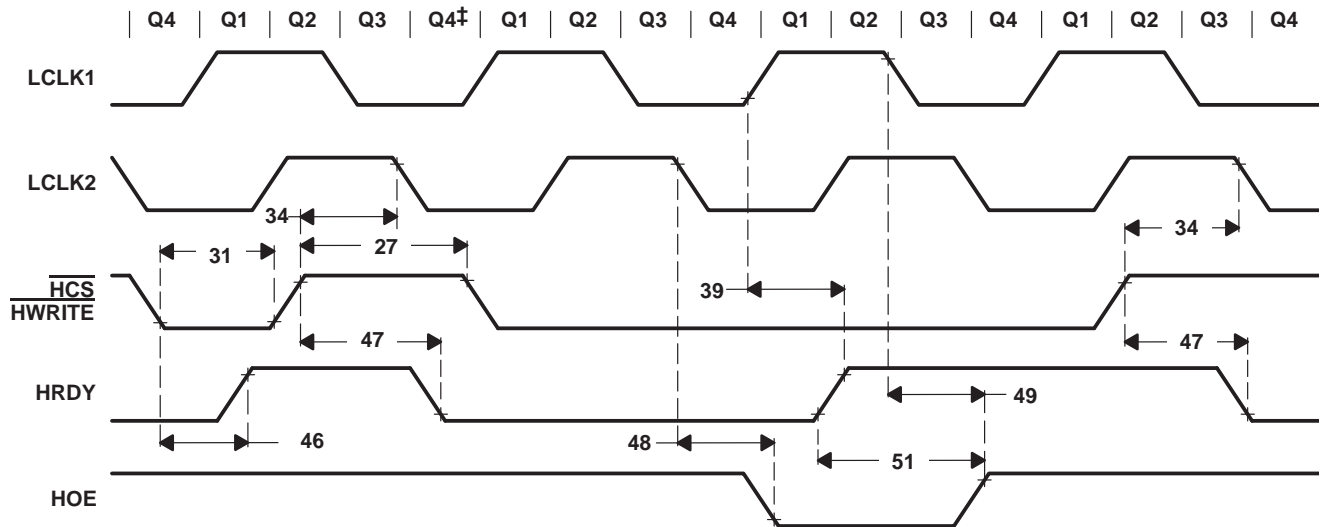 Q4 Q1 Q2 Q3 Q4‡ Q1 Q2 Q3 Q4 Q1 Q2 Q3 Q4 Q1 Q2 Q3 Q4
LCLK1
LCLK2
34
31
27
34
HCS
HWRITE
39
47
47
HRDY
49
46
48
51
HOE